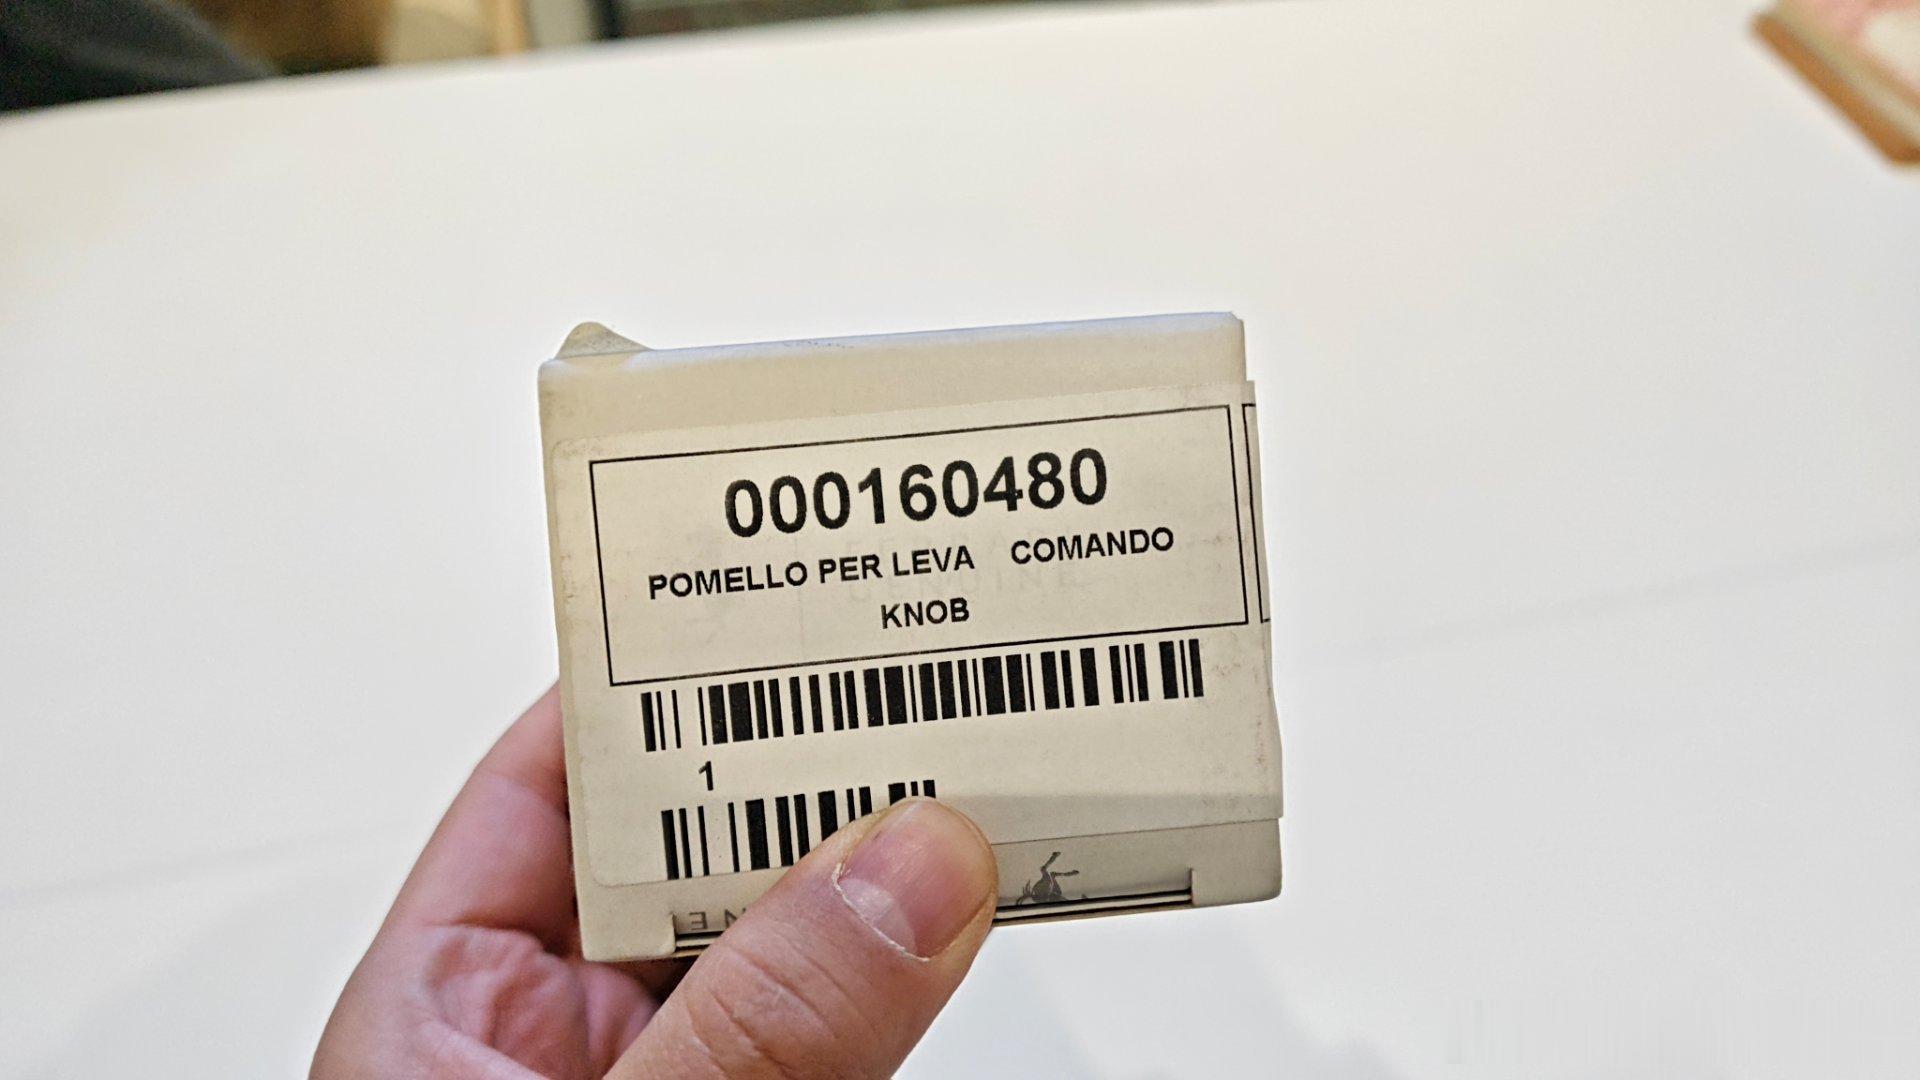 000160480
POMELLO PER LEVA COMANDO
KNOB
1